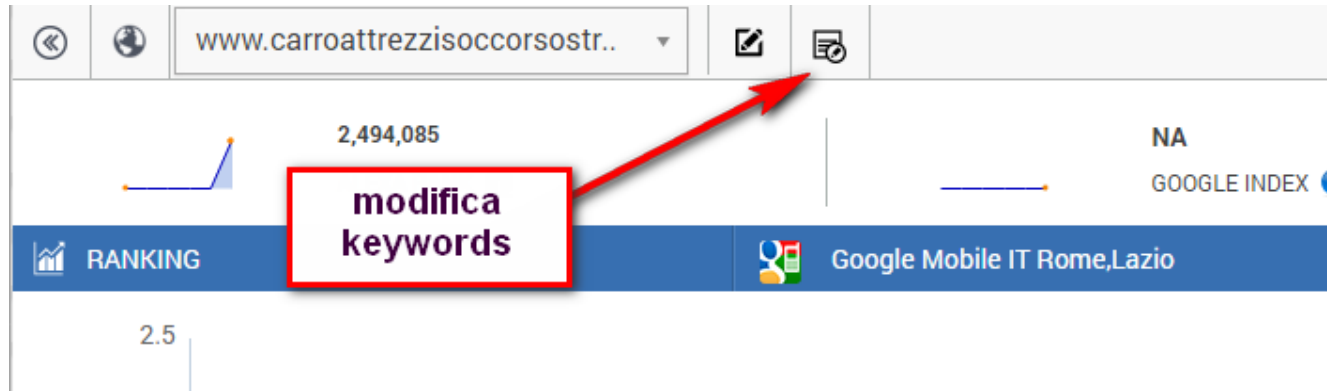 www.carroattrezzisoccorsostr..
2,494,085
NA
GOOGLE INDEX
modifica
keywords
RANKING
Google Mobile IT Rome,Lazio
2.5